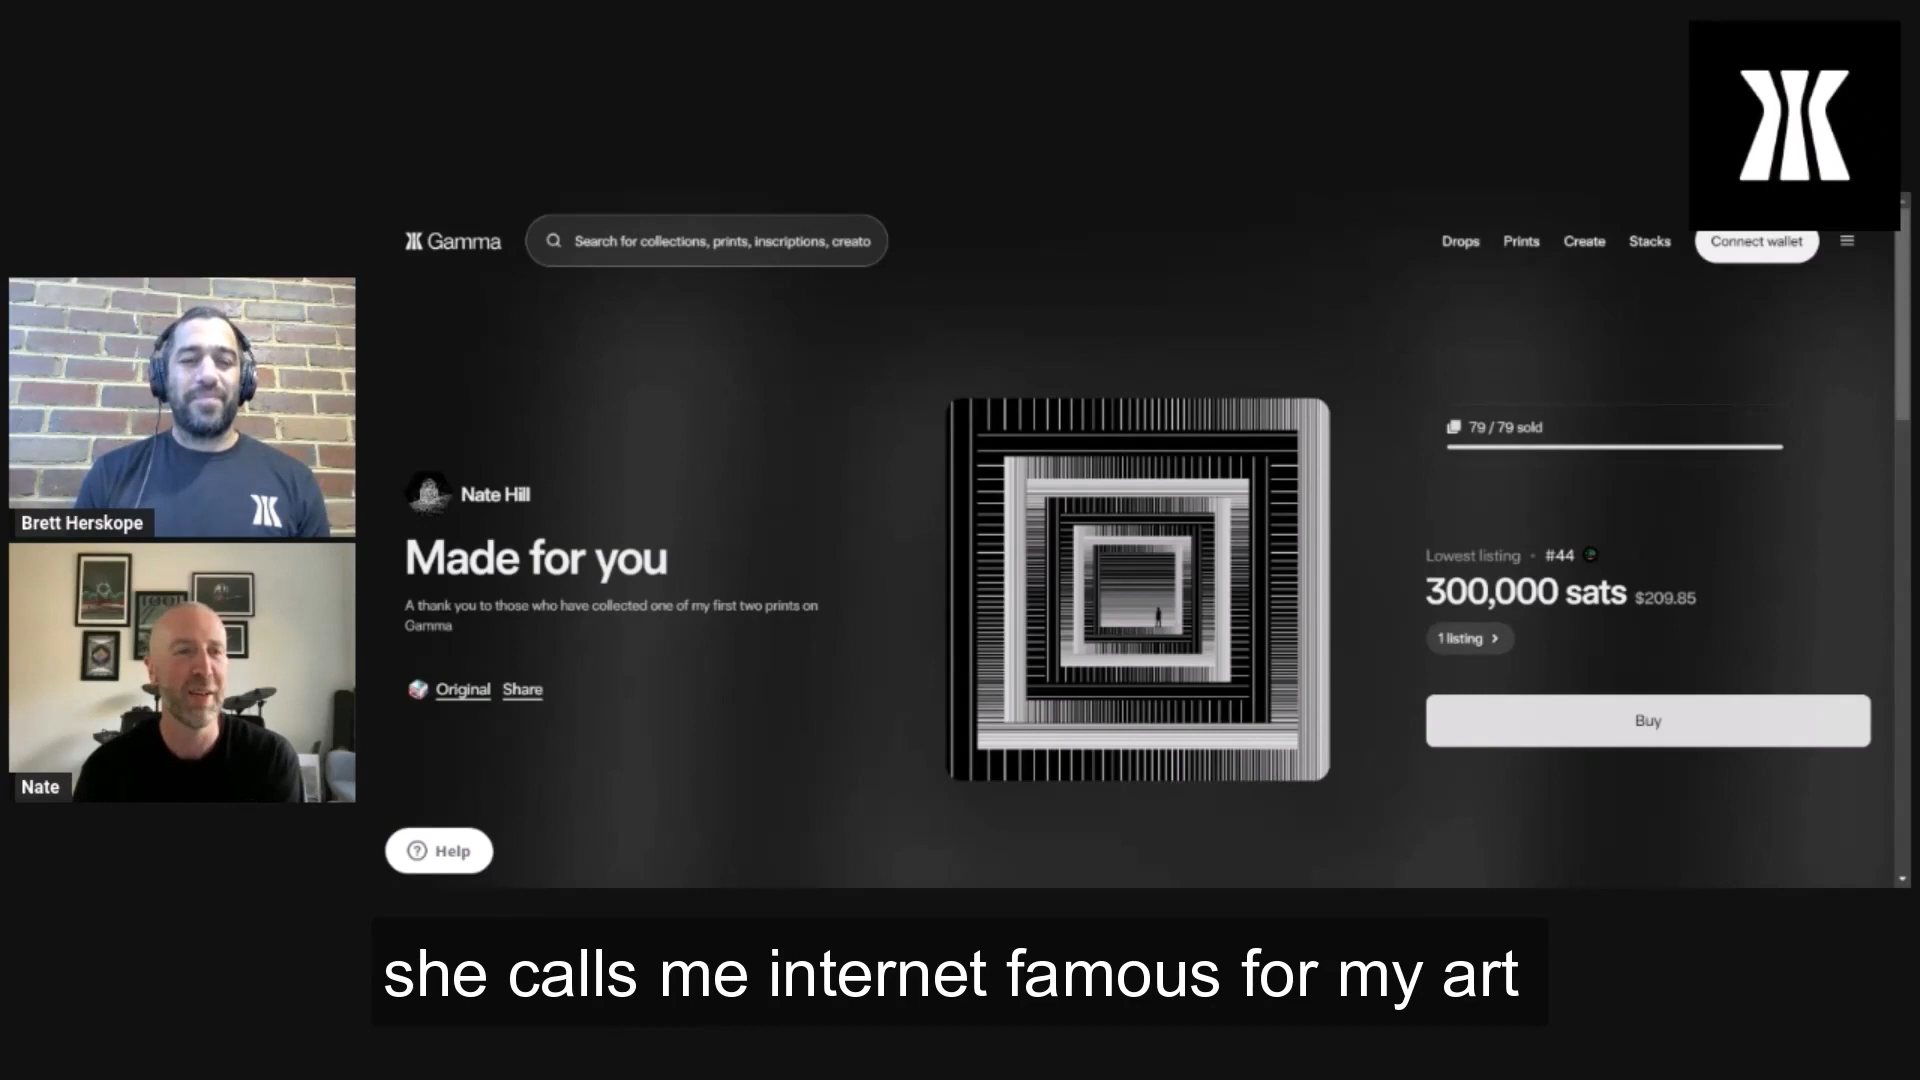 Gamma
Search for collections, prints, inscriptions, creato
Drops
Prints
Create
Stacks
Connect wallet
79 / 79 sold
Nate Hill
Made for you
A thank you to those who have collected one of my first two prints on
Gamma
Original
Share
Lowest listing • #44
300,000 sats $209.85
1 listing
Buy
Brett Herskope
Nate
Help
she calls me internet famous for my art